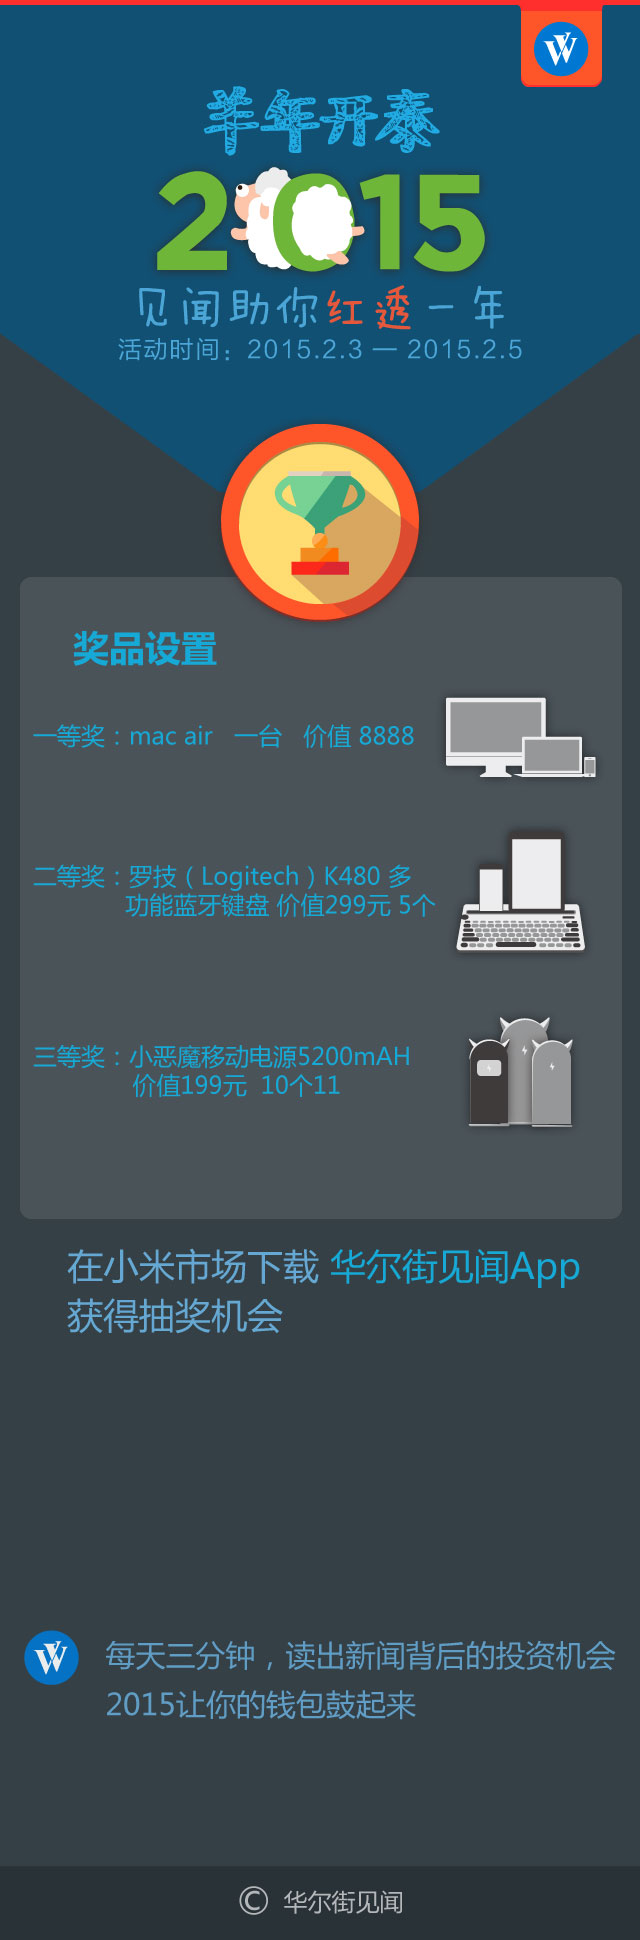 羊年开泰
2015
见闻助你红透一年
活动时间：2015.2.3 — 2015.2.5
奖品设置
一等奖：mac air 一台 价值 8888
二等奖：罗技（Logitech）K480 多
功能蓝牙键盘 价值299元 5个
三等奖：小恶魔移动电源5200mAH
价值199元 10个11
在小米市场下载 华尔街见闻App
获得抽奖机会
W 每天三分钟，读出新闻背后的投资机会
2015让你的钱包鼓起来
© 华尔街见闻